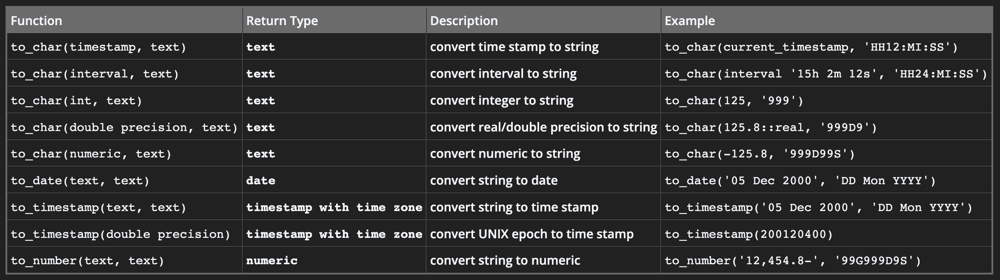 Function Return Type Description Example
to_char(timestamp, text) text convert time stamp to string to_char(current_timestamp, 'HH12:MI:SS')
to_char(interval, text) text convert interval to string to_char(interval '15h 2m 12s', 'HH24:MI:SS')
to_char(int, text) text convert integer to string to_char(125, '999')
to_char(double precision, text) text convert real/double precision to string to_char(125.8::real, '999D9')
to_char(numeric, text) text convert numeric to string to_char(-125.8, '999D99S')
to_date(text, text) date convert string to date to_date('05 Dec 2000', 'DD Mon YYYY')
to_timestamp(text, text) timestamp with time zone convert string to time stamp to_timestamp('05 Dec 2000', 'DD Mon YYYY')
to_timestamp(double precision) timestamp with time zone convert UNIX epoch to time stamp to_timestamp(200120400)
to_number(text, text) numeric convert string to numeric to_number('12,454.8-', '99G999D9S')